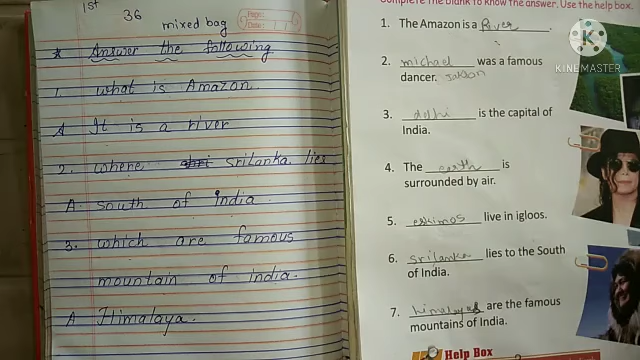 1st
36
mixed bag
Page:
Date:
* Answer the following
1. what is Amazon.
A It is a river
2. where srilanka lies
A. south of india.
3. which are famous
mountain of india.
A Himalaya.
Complete the blank to know the answer. Use the help box.
1. The Amazon is a River.
2. michael was a famous
dancer. jakson
3. delhi is the capital of
India.
4. The earth is
surrounded by air.
5. eskimos live in igloos.
6. srilanka lies to the South
of India.
7. himalayas are the famous
mountains of India.
Help Box
KINEMASTER